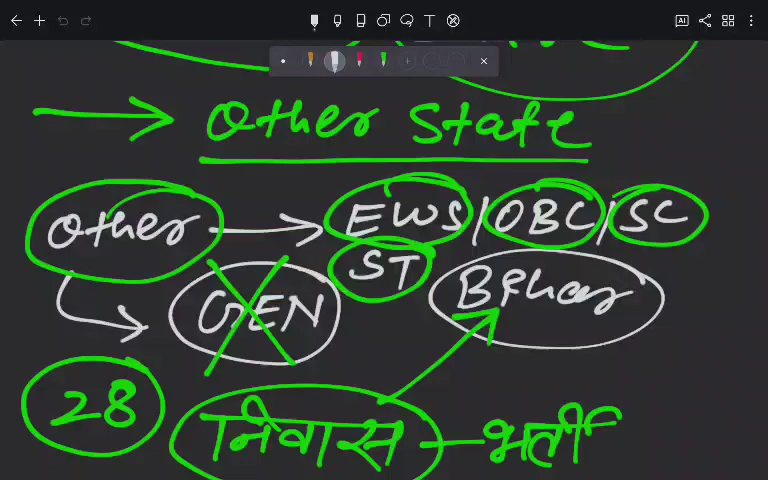 Other State
Other → EWS/OBC/SC
ST
GEN Bihar
28 निवास - भर्ती